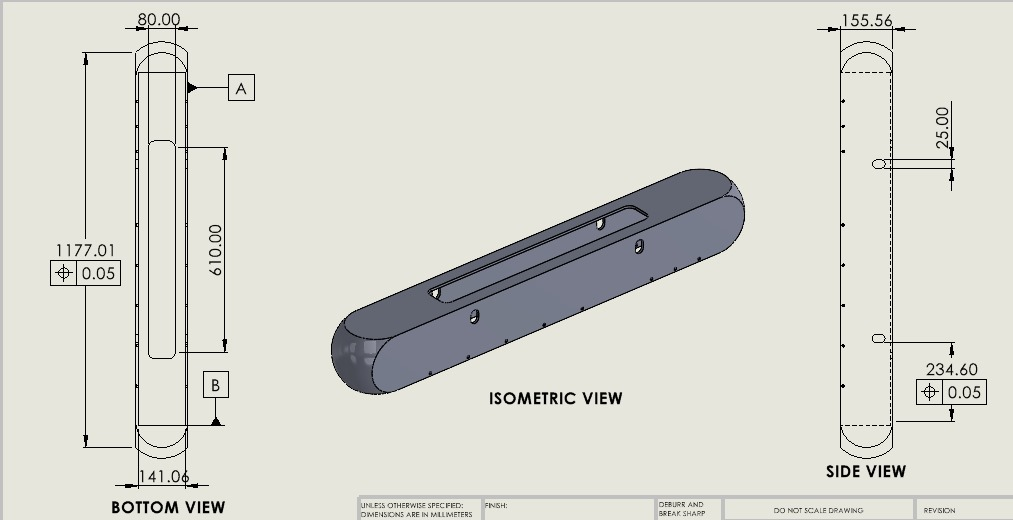 80.00
A
1177.01
⌖ 0.05
610.00
B
141.06
BOTTOM VIEW
ISOMETRIC VIEW
155.56
25.00
234.60
⌖ 0.05
SIDE VIEW
UNLESS OTHERWISE SPECIFIED:
DIMENSIONS ARE IN MILLIMETERS
FINISH:
DEBURR AND
BREAK SHARP
DO NOT SCALE DRAWING
REVISION